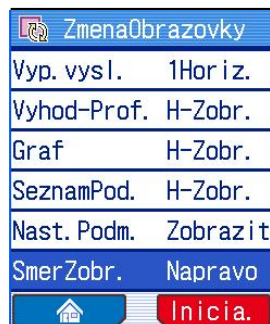 ZmenaObrazovky
Vyp. vysl. 1Horiz.
Vyhod-Prof. H-Zobr.
Graf H-Zobr.
SeznamPod. H-Zobr.
Nast. Podm. Zobrazit
SmerZobr. Napravo
Inicia.